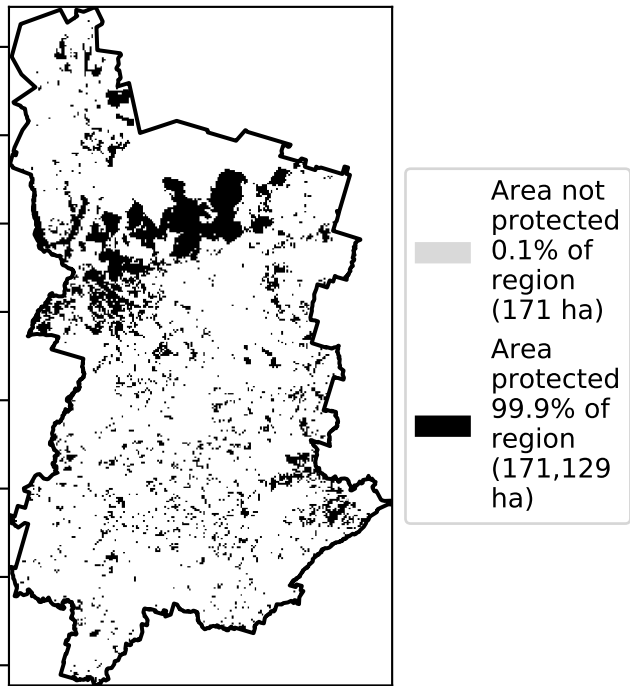 Area not
protected
0.1% of
region
(171 ha)
Area
protected
99.9% of
region
(171,129
ha)